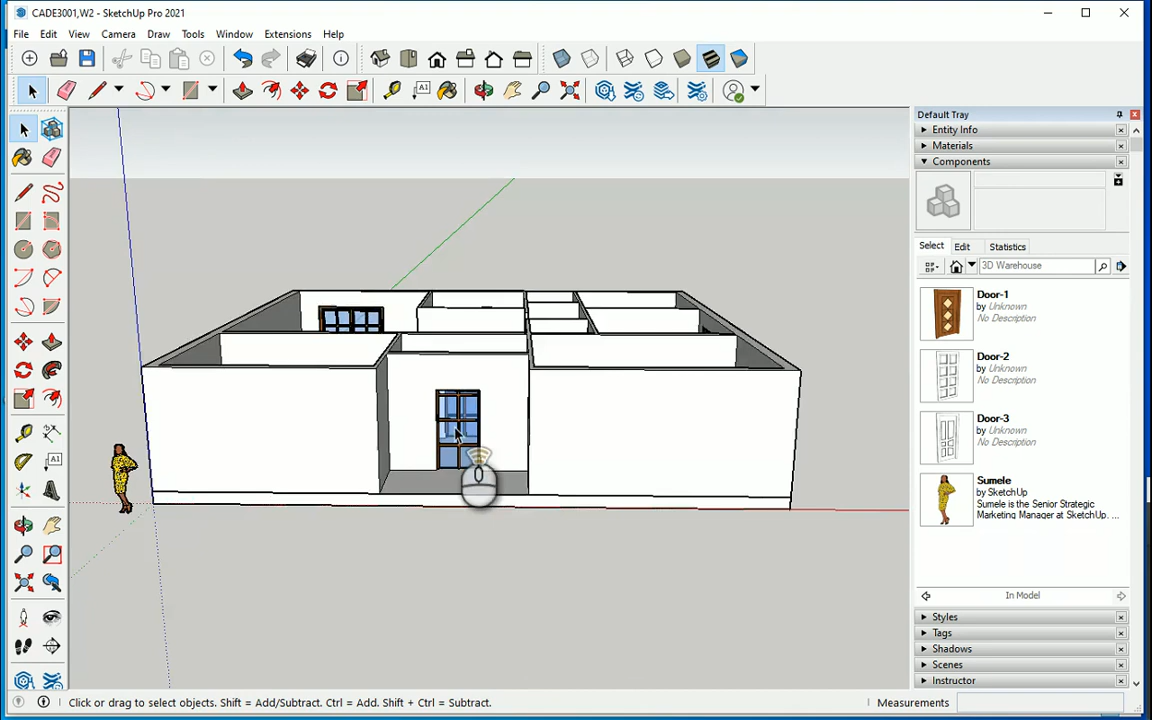 CADE3001,W2 - SketchUp Pro 2021
File Edit View Camera Draw Tools Window Extensions Help
A1
Default Tray
Entity Info
Materials
Components
Select Edit Statistics
3D Warehouse
Door-1
by Unknown
No Description
Door-2
by Unknown
No Description
Door-3
by Unknown
No Description
Sumele
by SketchUp
Sumele is the Senior Strategic
Marketing Manager at SketchUp. ...
In Model
Styles
Tags
Shadows
Scenes
Instructor
A1
Click or drag to select objects. Shift = Add/Subtract. Ctrl = Add. Shift + Ctrl = Subtract.
Measurements